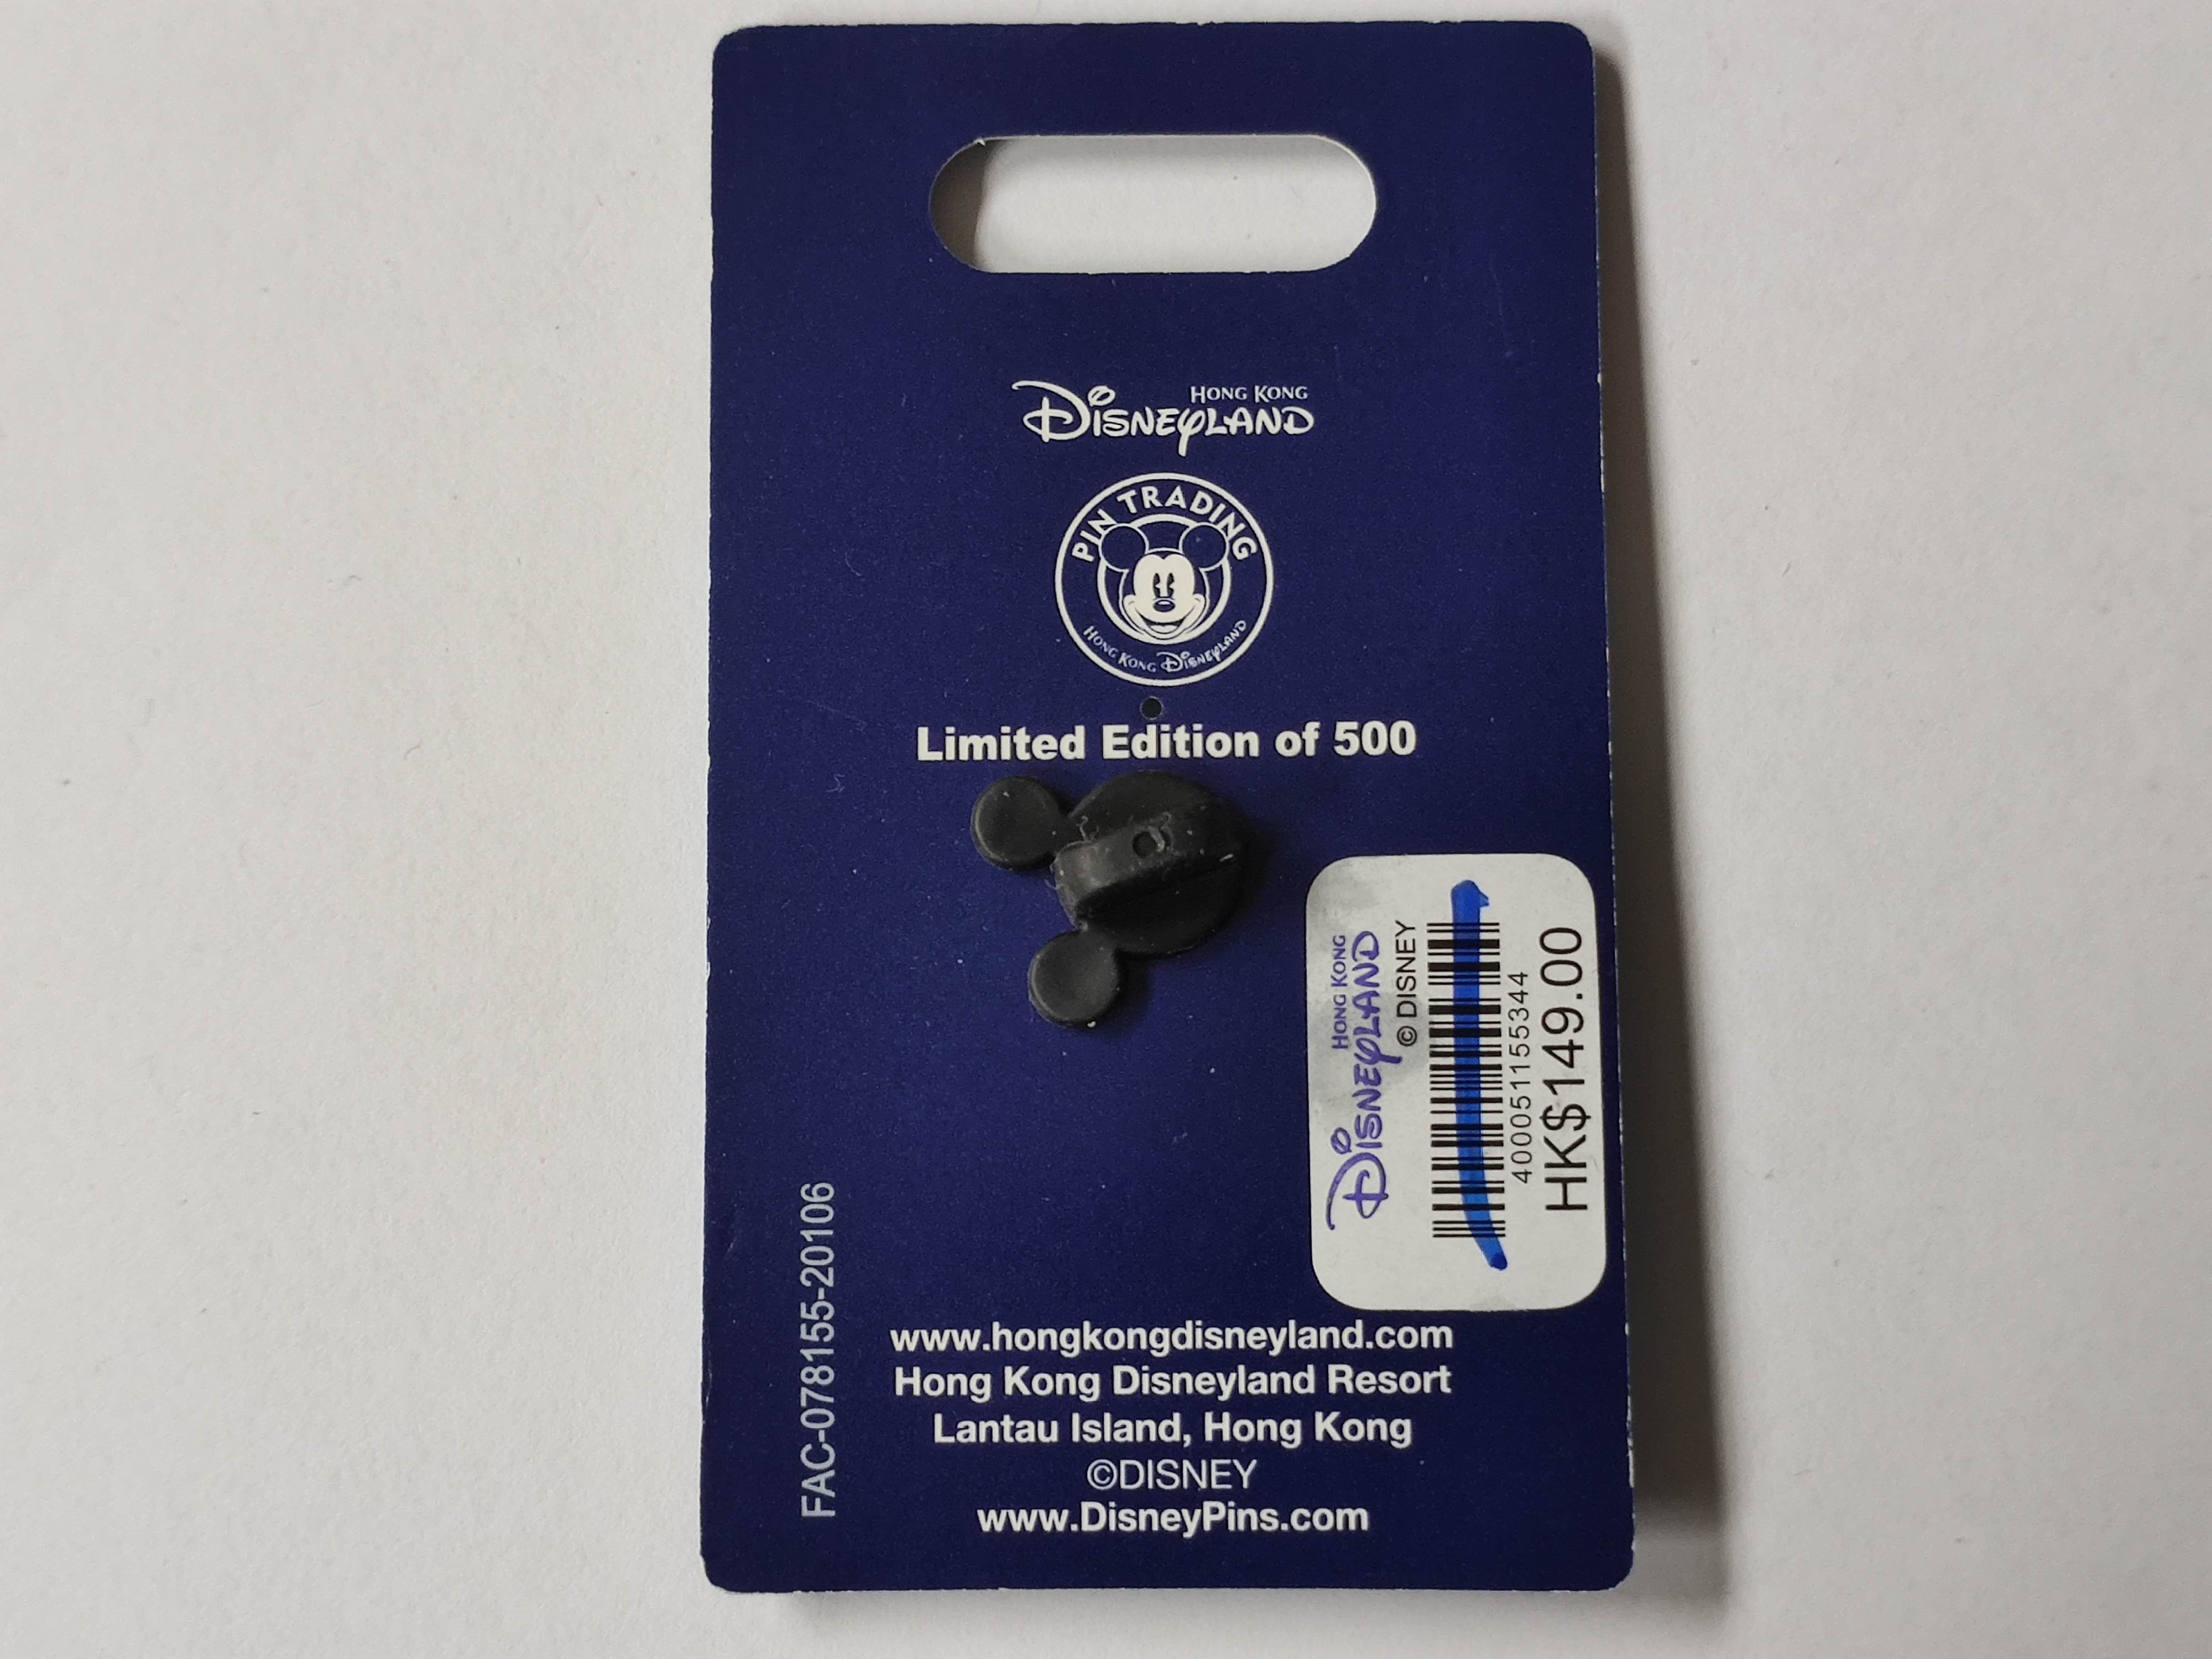 HONG KONG
DISNEYLAND
PIN TRADING
HONG KONG DISNEYLAND
Limited Edition of 500
HONG KONG
DISNEYLAND
© DISNEY
400051155344
HK$149.00
FAC-078155-20106
www.hongkongdisneyland.com
Hong Kong Disneyland Resort
Lantau Island, Hong Kong
©DISNEY
www.DisneyPins.com